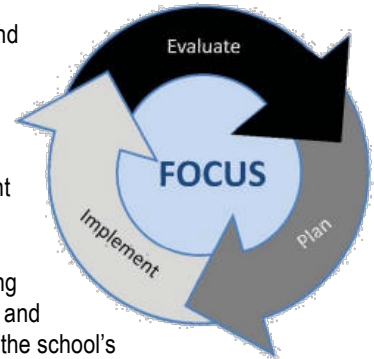 nd
Evaluate
FOCUS
nt
Plan
Implement
ng
and
the school's